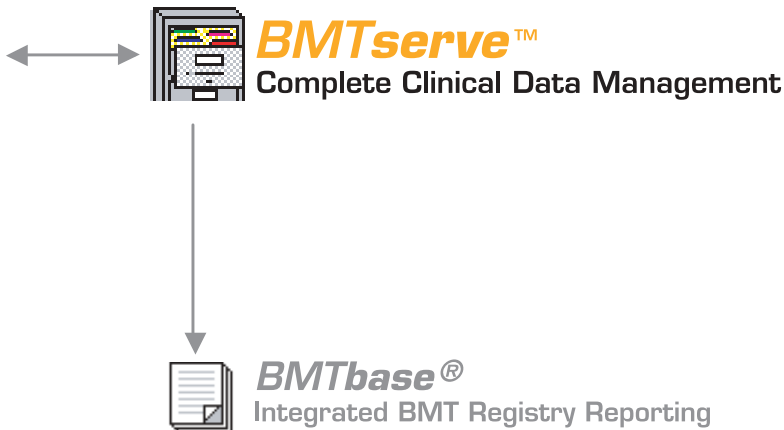 BMTserve™
Complete Clinical Data Management
BMTbase®
Integrated BMT Registry Reporting